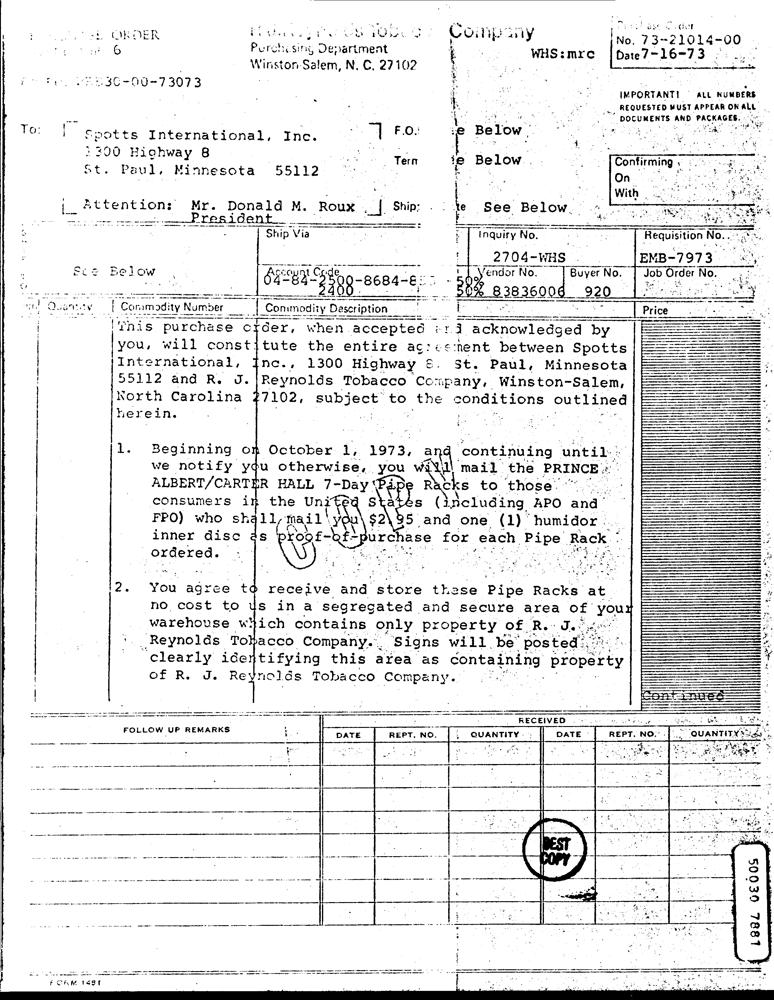 ORDER
6
Company
Purchasing Department
Winston-Salem, N. C. 27102
WHS:mrc
No. 73-21014-00
Date 7-16-73
30-00-73073
IMPORTANT! ALL NUMBERS
REQUESTED MUST APPEAR ON ALL
DOCUMENTS AND PACKAGES.
To:
Spotts International, Inc.
1300 Highway 8
St. Paul, Minnesota 55112
Attention: Mr. Donald M. Roux
President
F.O.
Below
Term
Below
Ship
See Below
Confirming
On
With
Ship Via
Inquiry No.
2704-WHS
Requisition No.
EMB-7973
See Below
Account Code
04-84-2500-8684-8
2400
50%
50%
Vendor No.
83836006
Buyer No.
920
Job Order No.
Quantity
Commodity Number
Commodity Description
Price
This purchase order, when accepted and acknowledged by
you, will constitute the entire agreement between Spotts
International, Inc., 1300 Highway 8. St. Paul, Minnesota
55112 and R. J. Reynolds Tobacco Company, Winston-Salem,
North Carolina 27102, subject to the conditions outlined
herein.
1. Beginning on October 1, 1973, and continuing until
we notify you otherwise, you will mail the PRINCE
ALBERT/CARTER HALL 7-Day Pipe Racks to those
consumers in the United States (including APO and
FPO) who shall mail you $2.95 and one (1) humidor
inner disc as proof-of-purchase for each Pipe Rack
ordered.
2. You agree to receive and store these Pipe Racks at
no cost to us in a segregated and secure area of your
warehouse which contains only property of R. J.
Reynolds Tobacco Company. Signs will be posted
clearly identifying this area as containing property
of R. J. Reynolds Tobacco Company.
Continued
FOLLOW UP REMARKS
RECEIVED
DATE
REPT. NO.
QUANTITY
DATE
REPT. NO.
QUANTITY
BEST
COPY
50030 7881
FORM 1481